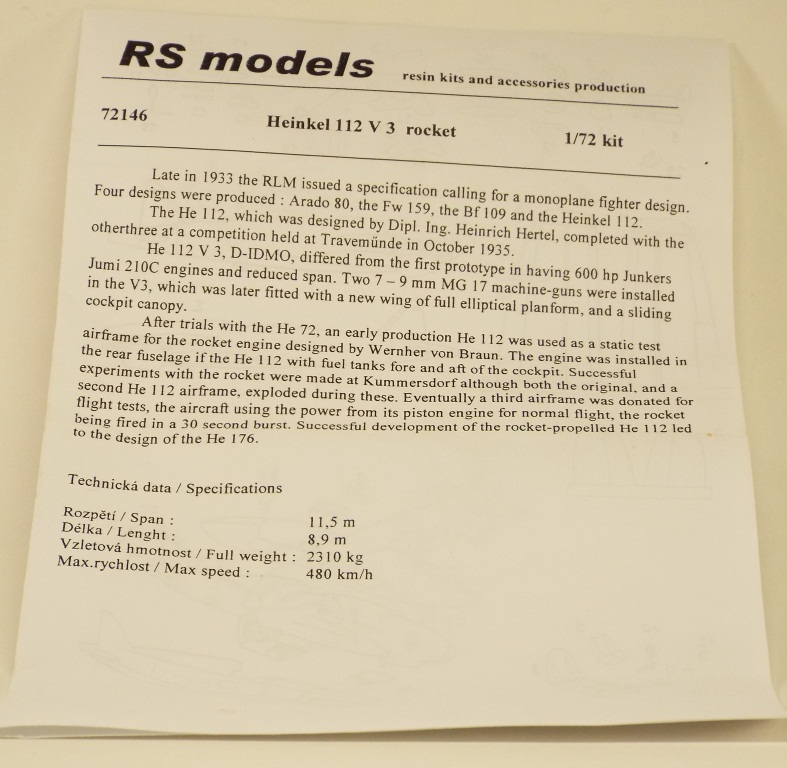 RS models resin kits and accessories production
72146 Heinkel 112 V 3 rocket 1/72 kit
Late in 1933 the RLM issued a specification calling for a monoplane fighter design.
Four designs were produced : Arado 80, the Fw 159, the Bf 109 and the Heinkel 112.
The He 112, which was designed by Dipl. Ing. Heinrich Hertel, completed with the
otherthree at a competition held at Travemünde in October 1935.
He 112 V 3, D-IDMO, differed from the first prototype in having 600 hp Junkers
Jumi 210C engines and reduced span. Two 7 – 9 mm MG 17 machine-guns were installed
in the V3, which was later fitted with a new wing of full elliptical planform, and a sliding
cockpit canopy.
After trials with the He 72, an early production He 112 was used as a static test
airframe for the rocket engine designed by Wernher von Braun. The engine was installed in
the rear fuselage if the He 112 with fuel tanks fore and aft of the cockpit. Successful
experiments with the rocket were made at Kummersdorf although both the original, and a
second He 112 airframe, exploded during these. Eventually a third airframe was donated for
flight tests, the aircraft using the power from its piston engine for normal flight, the rocket
being fired in a 30 second burst. Successful development of the rocket-propelled He 112 led
to the design of the He 176.
Technická data / Specifications
Rozpětí / Span : 11,5 m
Délka / Lenght : 8,9 m
Vzletová hmotnost / Full weight : 2310 kg
Max.rychlost / Max speed : 480 km/h